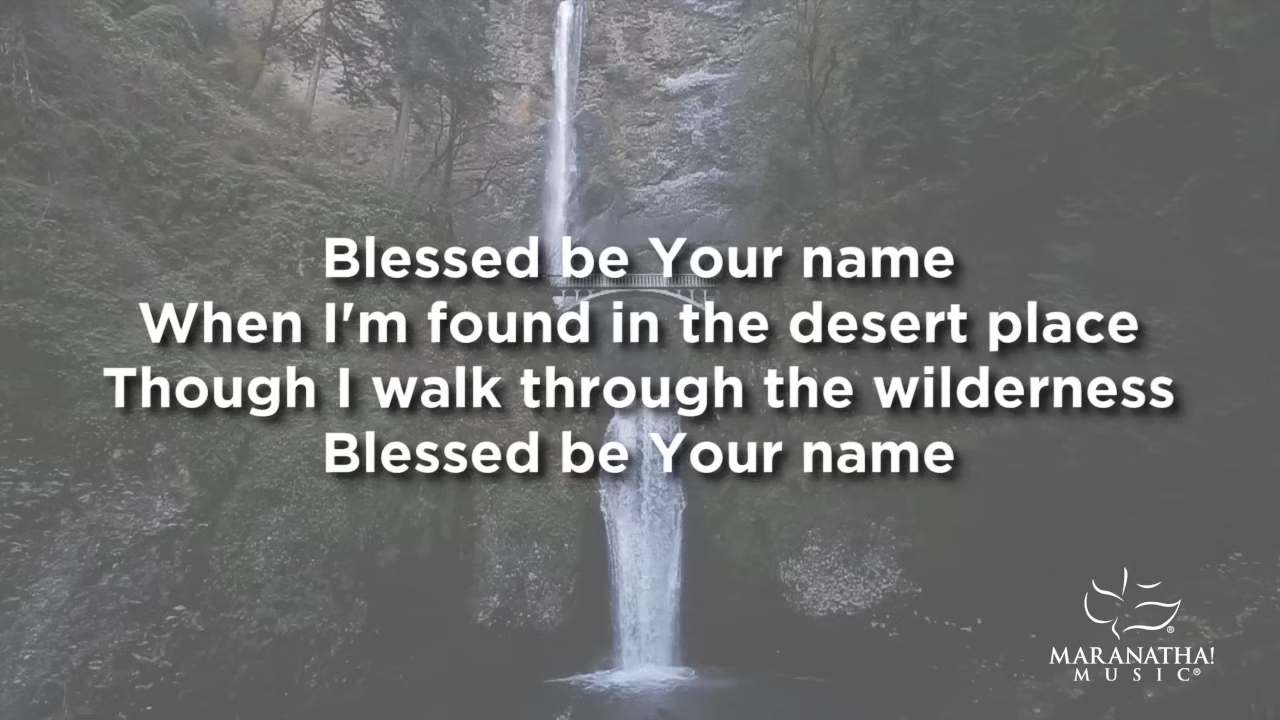 Blessed be Your name
When I'm found in the desert place
Though I walk through the wilderness
Blessed be Your name
MARANATHA!
MUSIC®